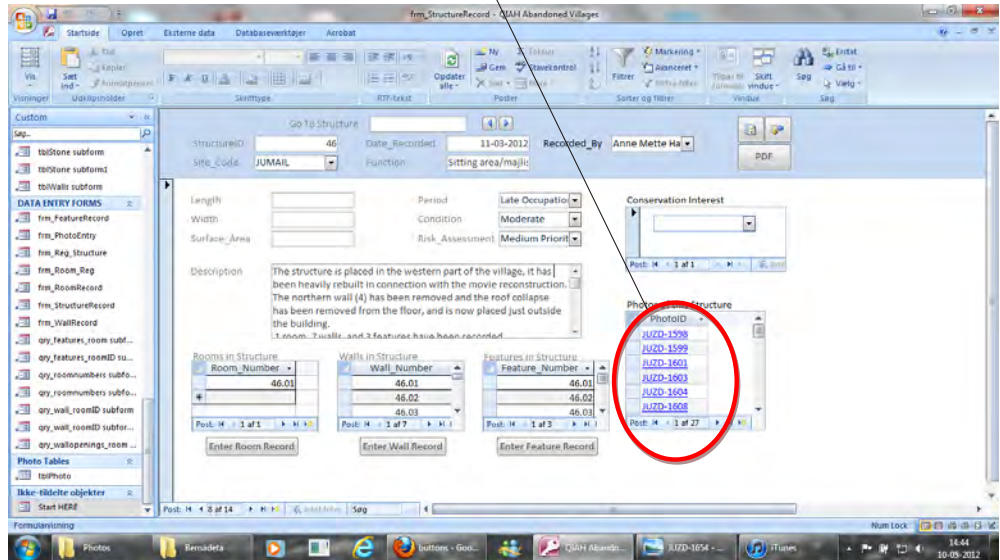 frm_StructureRecord - QIAH Abandoned Villages
Startside Opret Eksterne data Databaseværktøjer Acrobat
Vis
Sæt ind
Kopier
Opdater alle
Ny
Gem
Stavekontrol
Filtrer
Markering
Avanceret
Skift vinduer
Søg
Erstat
Gå til
Vælg
Visninger Udklipsholder Skrifttype RTF-tekst Poster Sorter og filtrer Vindue Søg
Custom
Søg...
tblStone subform
tblStone subform1
tblWalls subform
DATA ENTRY FORMS
frm_FeatureRecord
frm_PhotoEntry
frm_Reg_Structure
frm_Room_Reg
frm_RoomRecord
frm_StructureRecord
frm_WallRecord
qry_features_room subf...
qry_features_roomID su...
qry_roomnumbers subfo...
qry_roomnumbers subfo...
qry_wall_roomID subform
qry_wall_roomID subfor...
qry_wallopenings_room ...
Photo Tables
tblPhoto
Ikke-tildelte objekter
Start HERE
Go To Structure
StructureID 46 Date_Recorded 11-03-2012 Recorded_By Anne Mette Ha
Site_Code JUMAIL Function Sitting area/majlis
PDF
Length Period Late Occupatio
Width Condition Moderate
Surface_Area Risk_Assessment Medium Priorit
Conservation Interest
Post: 1 af 1
Description The structure is placed in the western part of the village, it has
been heavily rebuilt in connection with the movie reconstruction.
The northern wall (4) has been removed and the roof collapse
has been removed from the floor, and is now placed just outside
the building.
1 room, 7 walls, and 3 features have been recorded
Structure
PhotoID
JUZD-1598
JUZD-1599
JUZD-1601
JUZD-1603
JUZD-1604
JUZD-1608
Post: 1 af 27
Rooms in Structure
Room_Number
46.01
Post: 1 af 1
Enter Room Record
Walls in Structure
Wall_Number
46.01
46.02
46.03
Post: 1 af 7
Enter Wall Record
Features in Structure
Feature_Number
46.01
46.02
46.03
Post: 1 af 3
Enter Feature Record
Post: 8 af 14 Søg
Formularvisning Num Lock
Photos Bernadeta buttons - Goo... QIAH Abando... JUZD-1654 - ... iTunes 14:44
10-05-2012